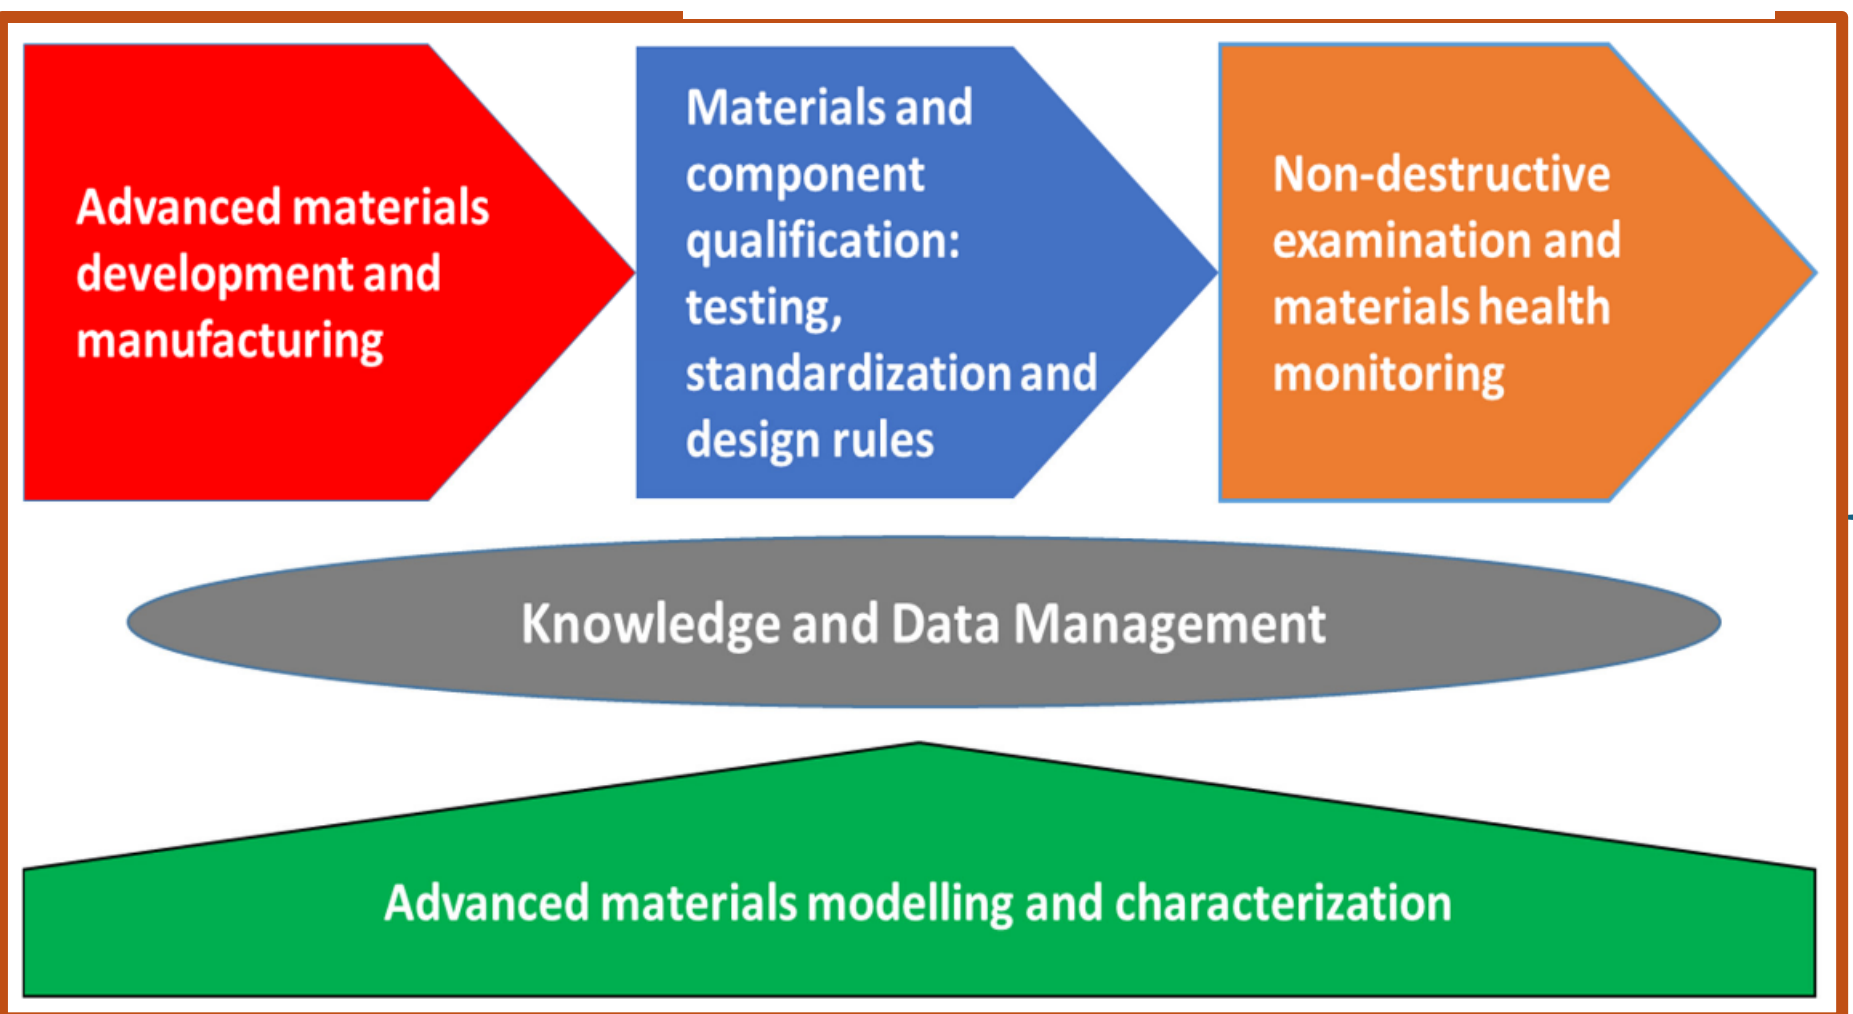 Advanced materials
development and
manufacturing
Materials and
component
qualification:
testing,
standardization and
design rules
Non-destructive
examination and
materials health
monitoring
Knowledge and Data Management
Advanced materials modelling and characterization